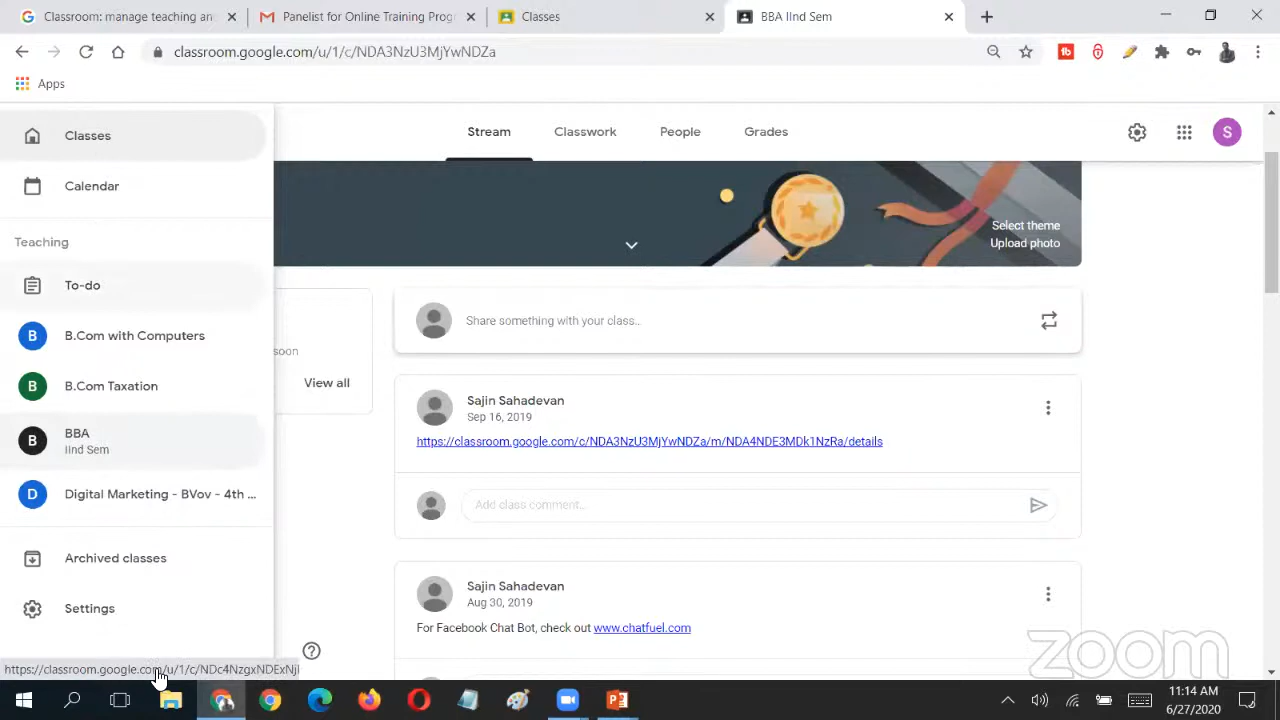 Classroom: manage teaching an
Panelist for Online Training Prog
Classes
BBA IInd Sem
classroom.google.com/u/1/c/NDA3NzU3MjYwNDZa
Apps
Classes
Calendar
Teaching
To-do
B B.Com with Computers
B B.Com Taxation
B BBA
IInd Sem
D Digital Marketing - BVov - 4th ...
Archived classes
Settings
https://classroom.google.com/u/1/c/NDc4NzgxNDExNjI
Stream Classwork People Grades
S
Select theme
Upload photo
soon
View all
Share something with your class...
Sajin Sahadevan
Sep 16, 2019
https://classroom.google.com/c/NDA3NzU3MjYwNDZa/m/NDA4NDE3MDk1NzRa/details
Add class comment...
Sajin Sahadevan
Aug 30, 2019
For Facebook Chat Bot, check out www.chatfuel.com
zoom
11:14 AM
6/27/2020